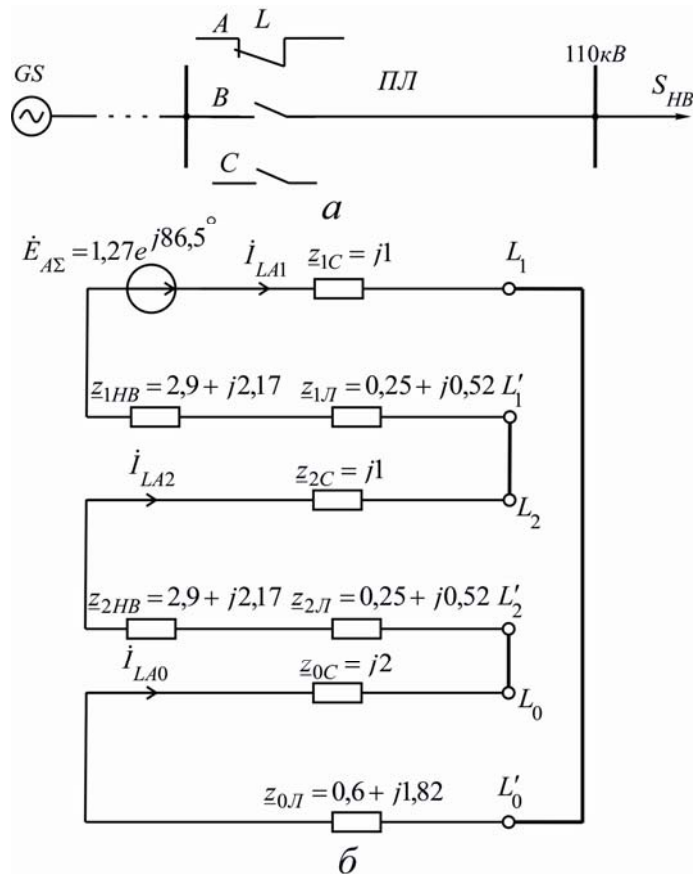 A L
GS
110кВ
ПЛ
S_НВ
B
C
а
Ė_AΣ = 1,27e^j86,5°
İ_LA1
z_1C = j1
L_1
z_1НВ = 2,9 + j2,17
z_1Л = 0,25 + j0,52
L'_1
İ_LA2
z_2C = j1
L_2
z_2НВ = 2,9 + j2,17
z_2Л = 0,25 + j0,52
L'_2
İ_LA0
z_0C = j2
L_0
z_0Л = 0,6 + j1,82
L'_0
б